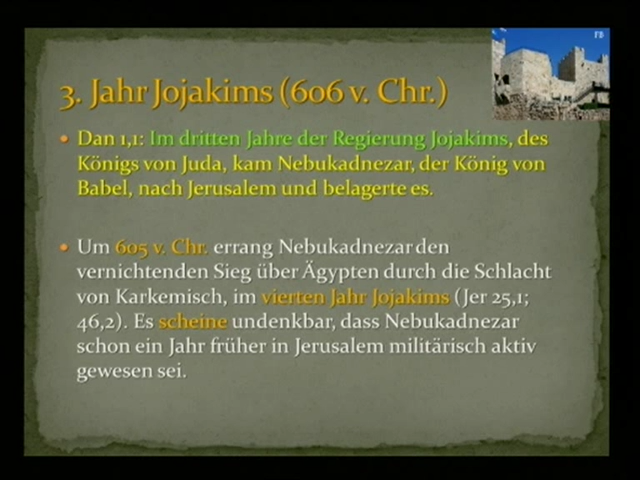 FB
3. Jahr Jojakims (606 v. Chr.)
Dan 1,1: Im dritten Jahre der Regierung Jojakims, des
Königs von Juda, kam Nebukadnezar, der König von
Babel, nach Jerusalem und belagerte es.
Um 605 v. Chr. errang Nebukadnezar den
vernichtenden Sieg über Ägypten durch die Schlacht
von Karkemisch, im vierten Jahr Jojakims (Jer 25,1;
46,2). Es scheine undenkbar, dass Nebukadnezar
schon ein Jahr früher in Jerusalem militärisch aktiv
gewesen sei.